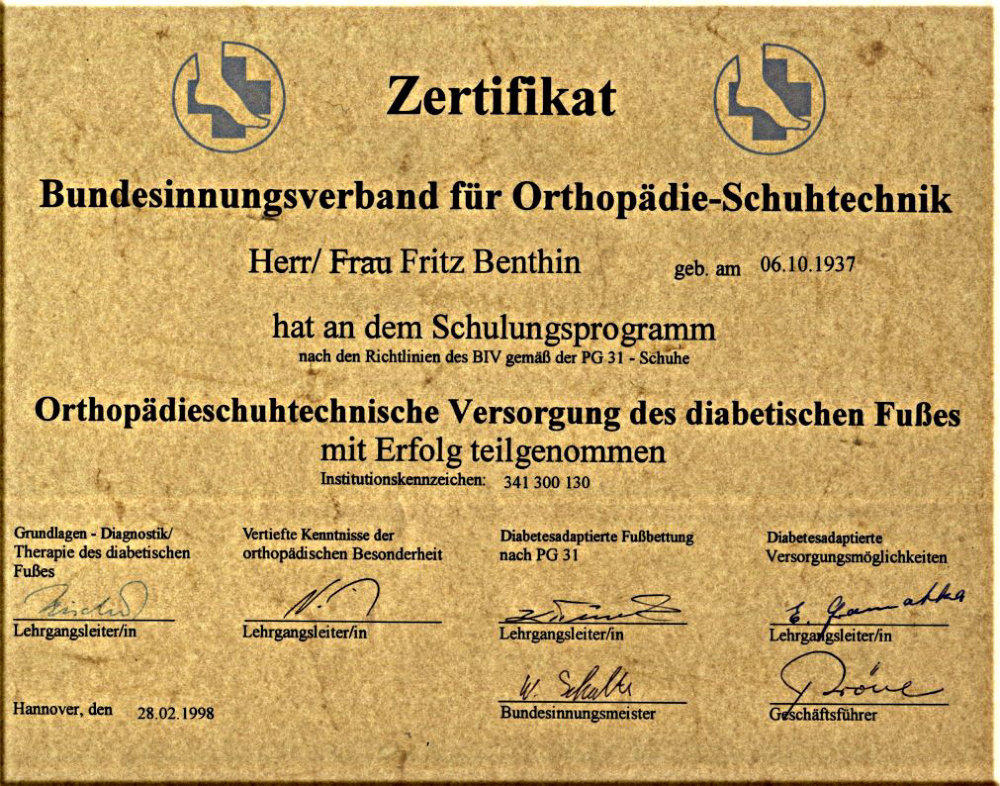 Zertifikat
Bundesinnungsverband für Orthopädie-Schuhtechnik
Herr/ Frau Fritz Benthin geb. am 06.10.1937
hat an dem Schulungsprogramm
nach den Richtlinien des BIV gemäß der PG 31 - Schuhe
Orthopädieschuhtechnische Versorgung des diabetischen Fußes
mit Erfolg teilgenommen
Institutionskennzeichen: 341 300 130
Grundlagen - Diagnostik/
Therapie des diabetischen
Fußes
Lehrgangsleiter/in
Vertiefte Kenntnisse der
orthopädischen Besonderheit
Lehrgangsleiter/in
Diabetesadaptierte Fußbettung
nach PG 31
Lehrgangsleiter/in
Diabetesadaptierte
Versorgungsmöglichkeiten
Lehrgangsleiter/in
Hannover, den 28.02.1998
W. Schulte
Bundesinnungsmeister
Geschäftsführer